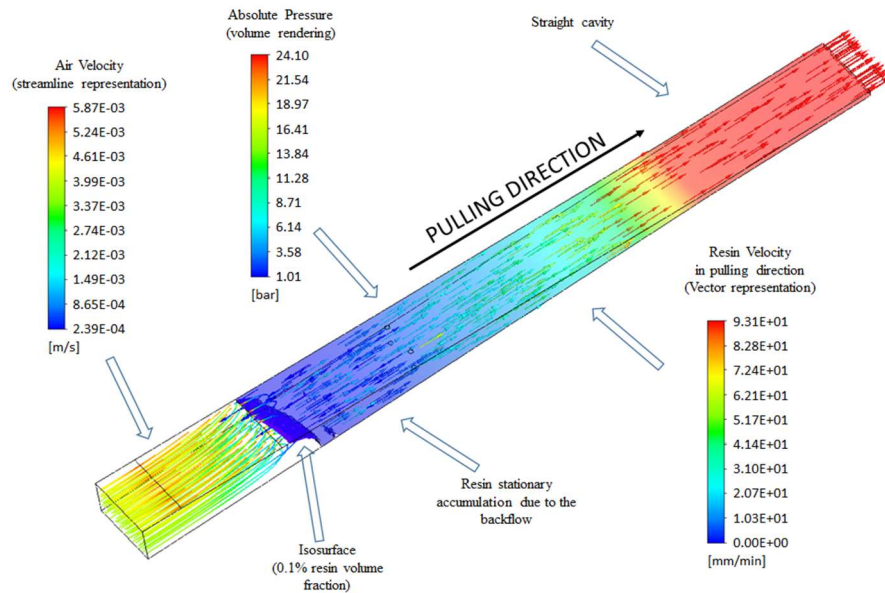 Air Velocity
(streamline representation)
5.87E-03
5.24E-03
4.61E-03
3.99E-03
3.37E-03
2.74E-03
2.12E-03
1.49E-03
8.65E-04
2.39E-04
[m/s]
Absolute Pressure
(volume rendering)
24.10
21.54
18.97
16.41
13.84
11.28
8.71
6.14
3.58
1.01
[bar]
Straight cavity
PULLING DIRECTION
Resin Velocity
in pulling direction
(Vector representation)
9.31E+01
8.28E+01
7.24E+01
6.21E+01
5.17E+01
4.14E+01
3.10E+01
2.07E+01
1.03E+01
0.00E+00
[mm/min]
Resin stationary
accumulation due to the
backflow
Isosurface
(0.1% resin volume
fraction)